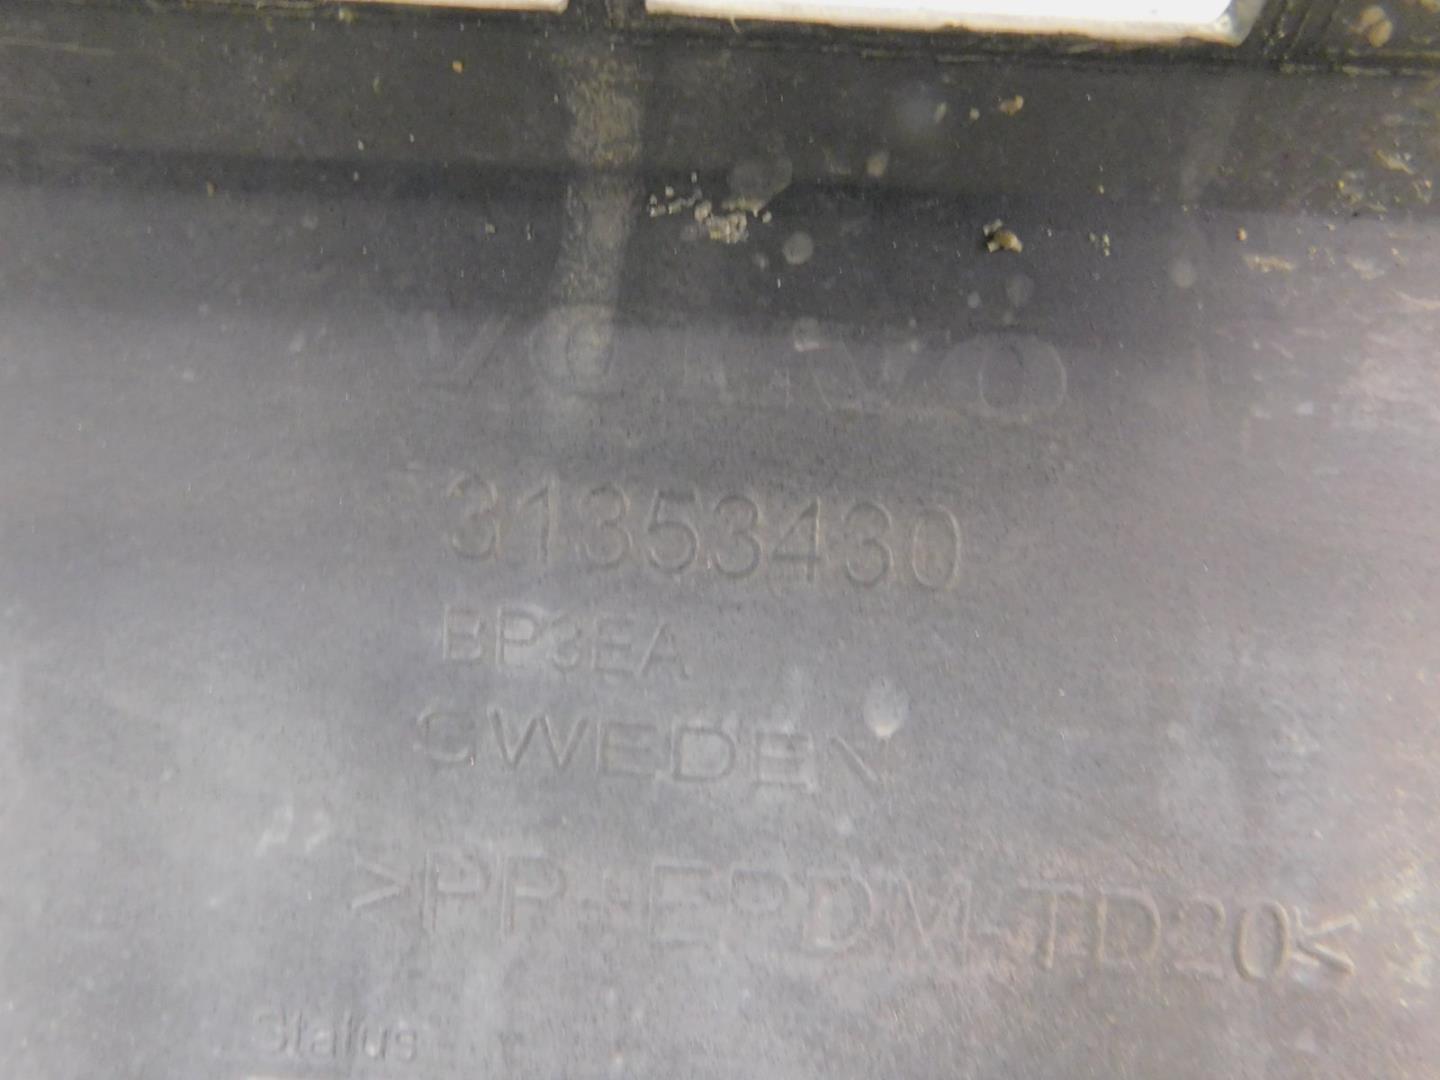 VOLVO
31353430
BP3EA
SWEDEN
>PP+EPDM-TD20<
Status